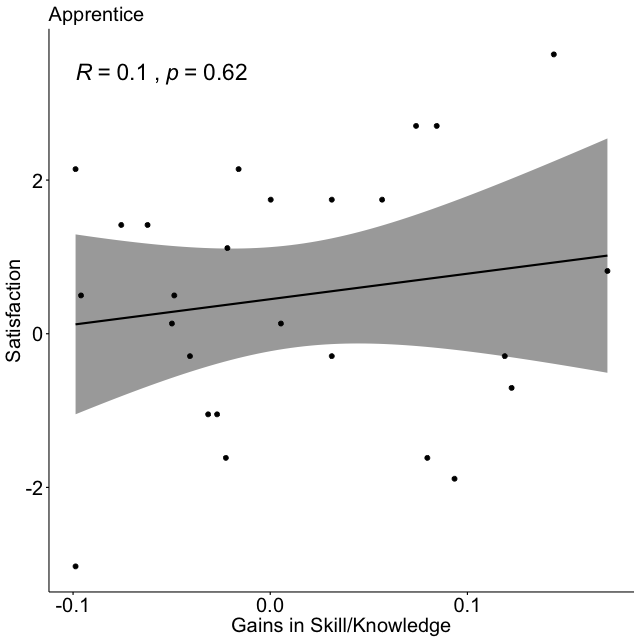 Apprentice
R = 0.1 , p = 0.62
2
0
-2
Satisfaction
-0.1 0.0 0.1
Gains in Skill/Knowledge